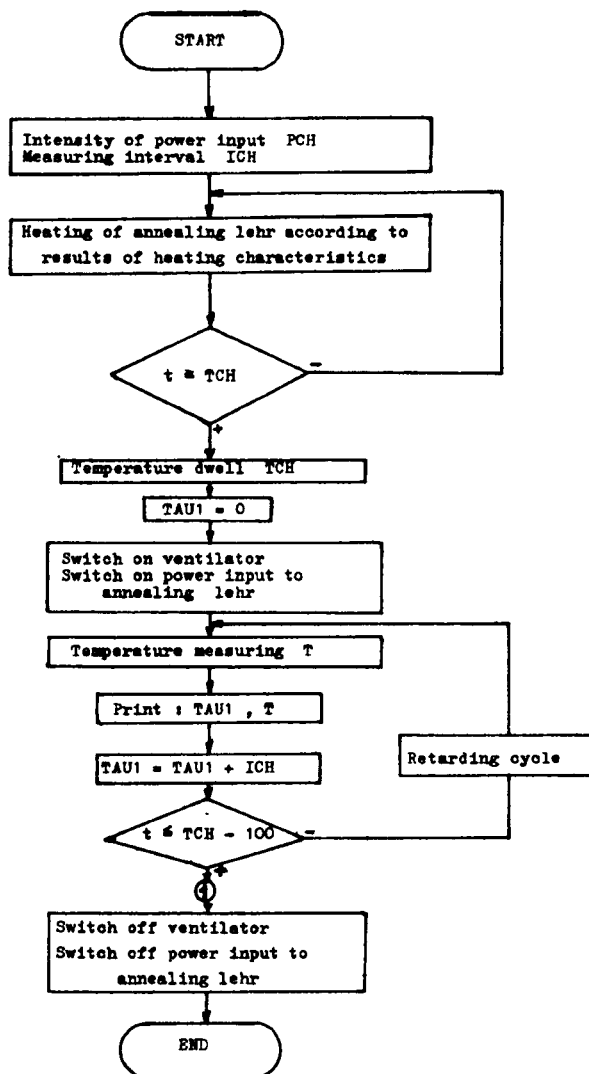 START
Intensity of power input PCH
Measuring interval ICH
Heating of annealing lehr according to
results of heating characteristics
t ≅ TCH
-
+
Temperature dwell TCH
TAU1 = 0
Switch on ventilator
Switch on power input to
annealing lehr
Temperature measuring T
Print : TAU1 , T
Retarding cycle
TAU1 = TAU1 + ICH
t ≤ TCH - 100
-
+
Switch off ventilator
Switch off power input to
annealing lehr
END